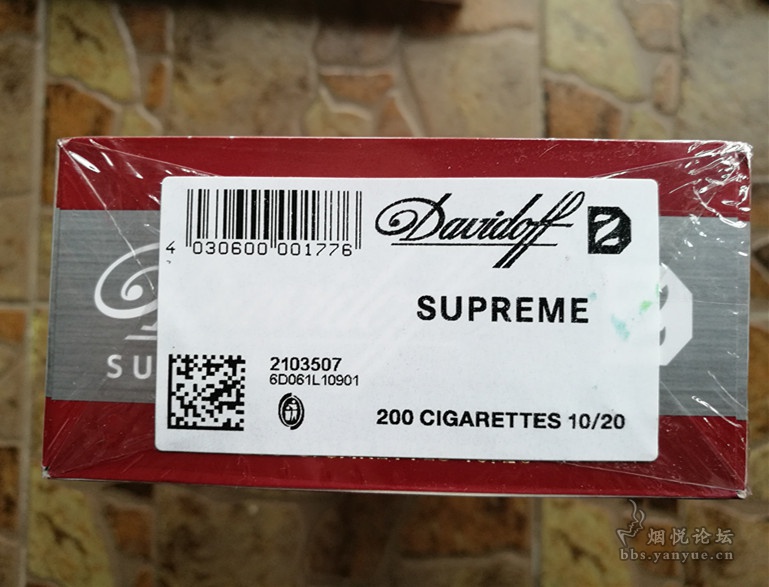 Davidoff
4 030600 001776
SUPREME
SU
2103507
6D061L10901
200 CIGARETTES 10/20
烟悦论坛
bbs.yanyue.cn